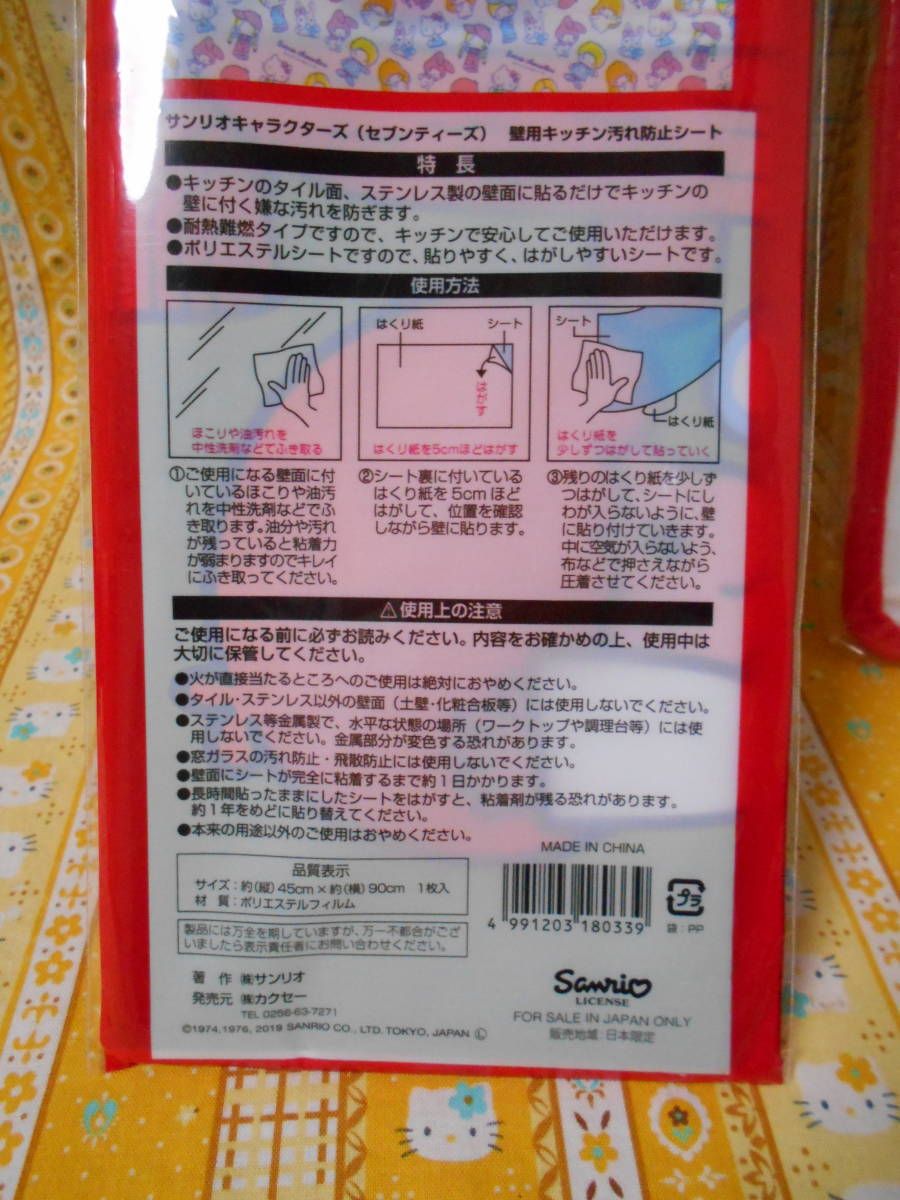 サンリオキャラクターズ（セブンティーズ） 壁用キッチン汚れ防止シート
特 長
●キッチンのタイル面、ステンレス製の壁面に貼るだけでキッチンの
壁に付く嫌な汚れを防ぎます。
●耐熱難燃タイプですので、キッチンで安心してご使用いただけます。
●ポリエステルシートですので、貼りやすく、はがしやすいシートです。
使用方法
ほこりや油汚れを
中性洗剤などでふき取る
はくり紙 シート
はがす
はくり紙を5cmほどはがす
シート
はくり紙
はくり紙を
少しずつはがして貼っていく
①ご使用になる壁面に付
いているほこりや油汚
れを中性洗剤などでふ
き取ります。油分や汚れ
が残っていると粘着力
が弱まりますのでキレイ
にふき取ってください。
②シート裏に付いている
はくり紙を5cmほど
はがして、位置を確認
しながら壁に貼ります。
③残りのはくり紙を少しず
つはがして、シートにし
わが入らないように、壁
に貼り付けていきます。
中に空気が入らないよう、
布などで押さえながら
圧着させてください。
⚠使用上の注意
ご使用になる前に必ずお読みください。内容をお確かめの上、使用中は
大切に保管してください。
●火が直接当たるところへのご使用は絶対におやめください。
●タイル・ステンレス以外の壁面（土壁・化粧合板等）には使用しないでください。
●ステンレス等金属製で、水平な状態の場所（ワークトップや調理台等）には使
用しないでください。金属部分が変色する恐れがあります。
●窓ガラスの汚れ防止・飛散防止には使用しないでください。
●壁面にシートが完全に粘着するまで約1日かかります。
●長時間貼ったままにしたシートをはがすと、粘着剤が残る恐れがあります。
約1年をめどに貼り替えてください。
●本来の用途以外のご使用はおやめください。
MADE IN CHINA
品質表示
サイズ：約(縦)45cm×約(横)90cm 1枚入
材 質：ポリエステルフィルム
製品には万全を期していますが、万一不都合がござ
いましたら表示責任者にお問い合わせください。
4 991203 180339
プラ
袋：PP
著 作 ㈱サンリオ
発売元 ㈱カクセー
TEL 0256-63-7271
©1974,1976, 2019 SANRIO CO., LTD. TOKYO, JAPAN Ⓛ
Sanrio
LICENSE
FOR SALE IN JAPAN ONLY
販売地域：日本限定